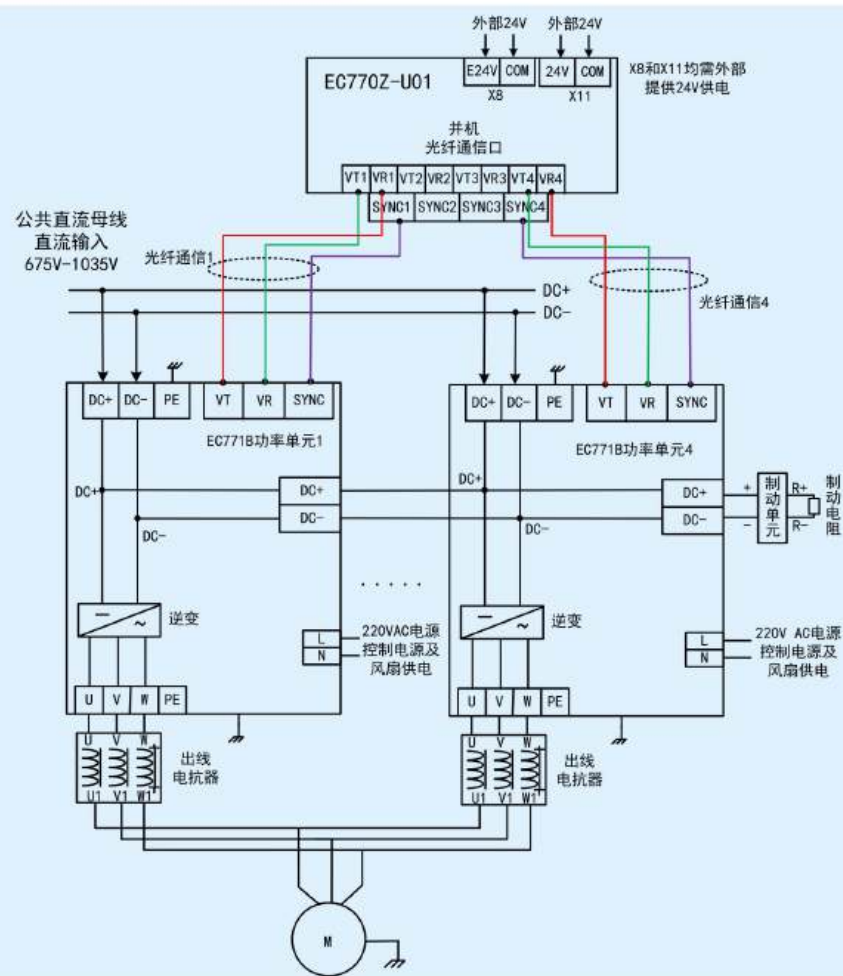 外部24V 外部24V
E24V COM 24V COM
X8 X11
EC770Z-U01
X8和X11均需外部
提供24V供电
并机
光纤通信口
VT1 VR1 VT2 VR2 VT3 VR3 VT4 VR4
SYNC1 SYNC2 SYNC3 SYNC4
公共直流母线
直流输入
675V-1035V
光纤通信1
光纤通信4
DC+
DC-
DC+ DC- PE VT VR SYNC
EC771B功率单元1
DC+ DC- PE VT VR SYNC
EC771B功率单元4
DC+
DC+
DC-
DC-
DC+
DC+
DC-
DC-
+
-
制动单元
R+
R-
制动电阻
.....
逆变
L
N
220VAC电源
控制电源及
风扇供电
逆变
L
N
220V AC电源
控制电源及
风扇供电
U V W PE
U V W PE
U V W
U1 V1 W1
出线
电抗器
U V W
U1 V1 W1
出线
电抗器
M